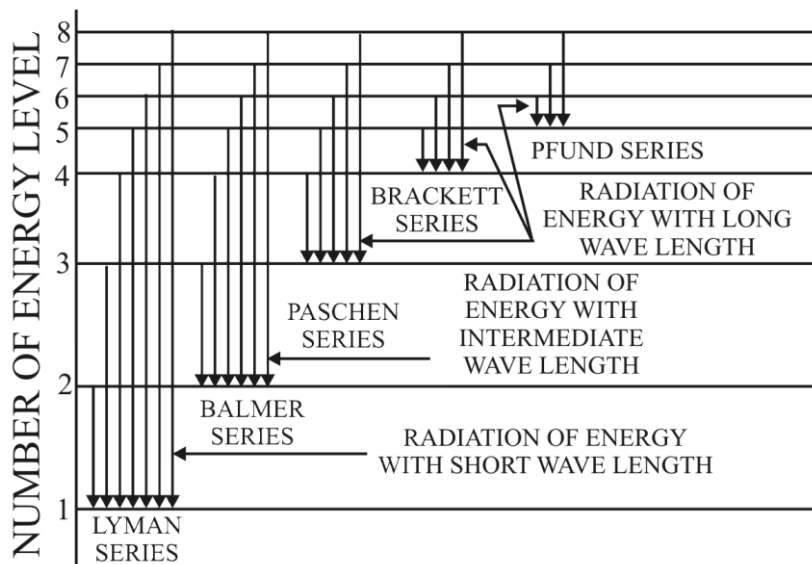 NUMBER OF ENERGY LEVEL
8
7
6
5
4
3
2
1
PFUND SERIES
BRACKETT
SERIES
RADIATION OF
ENERGY WITH LONG
WAVE LENGTH
PASCHEN
SERIES
RADIATION OF
ENERGY WITH
INTERMEDIATE
WAVE LENGTH
BALMER
SERIES
RADIATION OF ENERGY
WITH SHORT WAVE LENGTH
LYMAN
SERIES